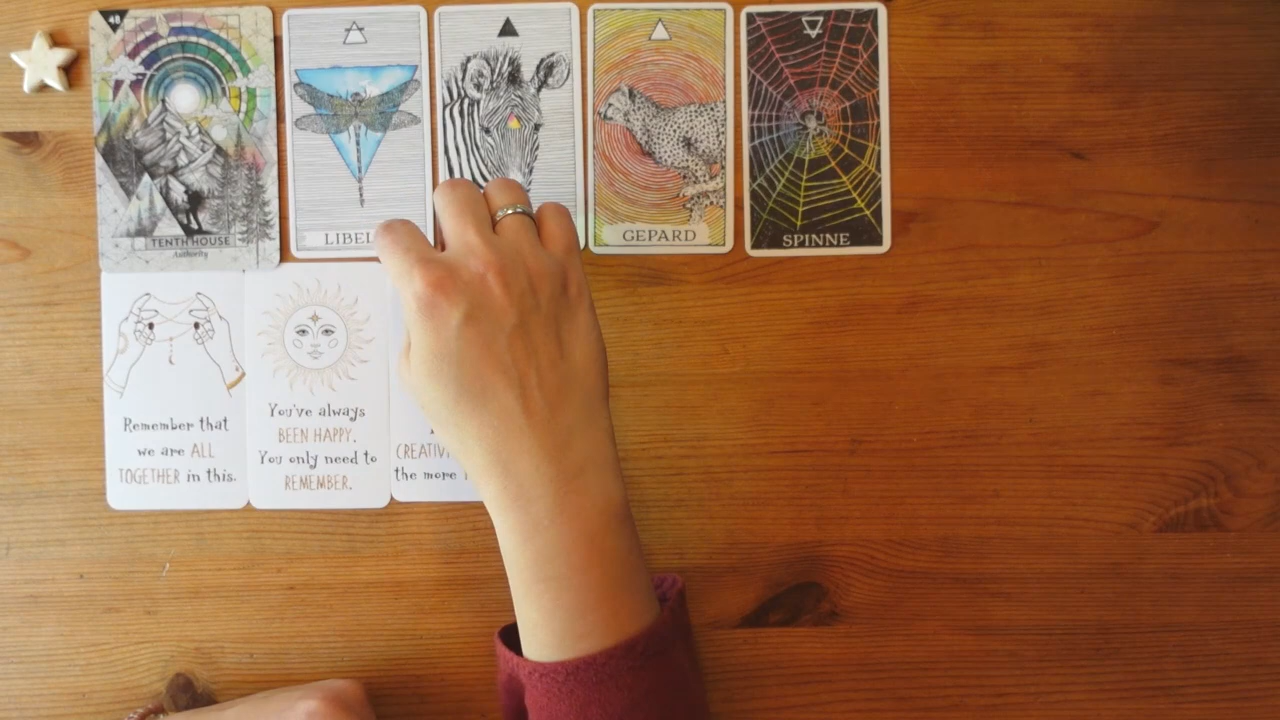 48
TENTH HOUSE
Authority
LIBEL
GEPARD
SPINNE
Remember that
we are ALL
TOGETHER in this.
You've always
BEEN HAPPY.
You only need to
REMEMBER.
CREATIV
the more